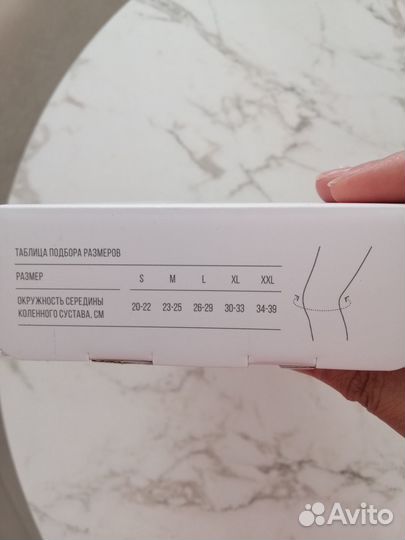 ТАБЛИЦА ПОДБОРА РАЗМЕРОВ
РАЗМЕР S M L XL XXL
ОКРУЖНОСТЬ СЕРЕДИНЫ
КОЛЕННОГО СУСТАВА, СМ 20-22 23-25 26-29 30-33 34-39
Avito